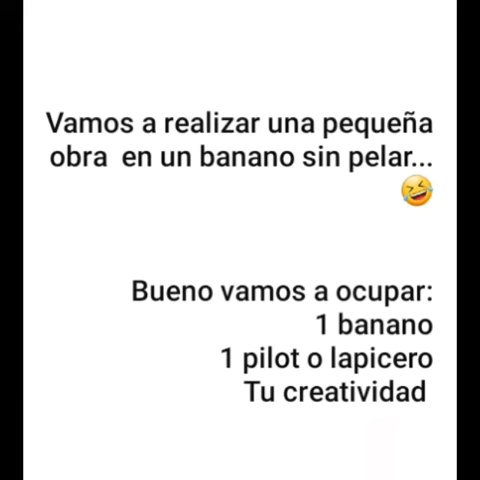 Vamos a realizar una pequeña
obra en un banano sin pelar...
🤣
Bueno vamos a ocupar:
1 banano
1 pilot o lapicero
Tu creatividad